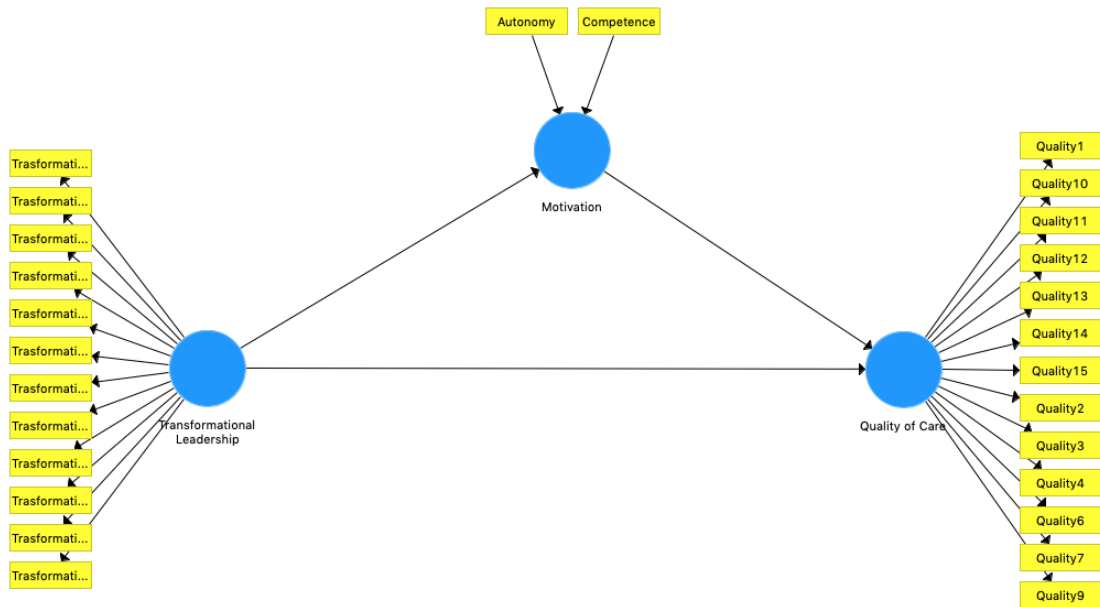 Autonomy
Competence
Motivation
Trasformati...
Trasformati...
Trasformati...
Trasformati...
Trasformati...
Trasformati...
Trasformati...
Trasformati...
Trasformati...
Trasformati...
Trasformati...
Trasformati...
Transformational
Leadership
Quality of Care
Quality1
Quality10
Quality11
Quality12
Quality13
Quality14
Quality15
Quality2
Quality3
Quality4
Quality6
Quality7
Quality9